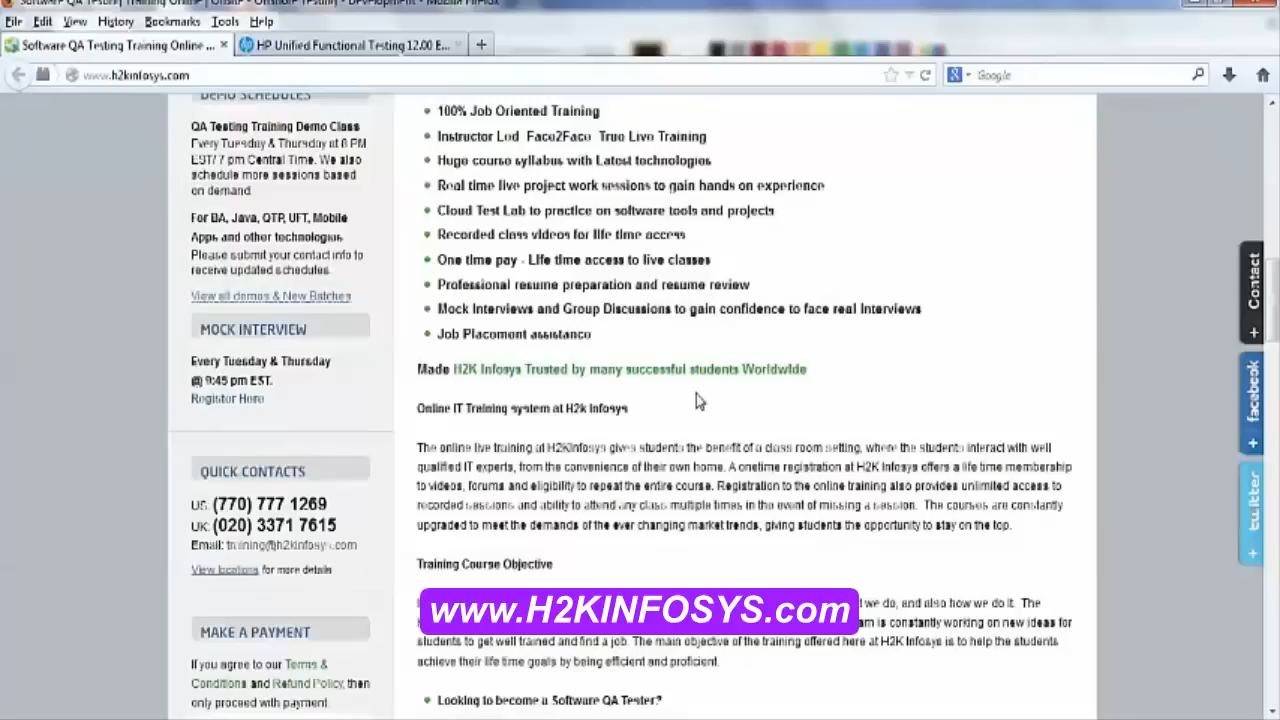 File Edit View History Bookmarks Tools Help
Software QA Testing Training Online ...
HP Unified Functional Testing 12.00 E...
www.h2kinfosys.com
Google
DEMO SCHEDULES
QA Testing Training Demo Class
Every Tuesday & Thursday at 8 PM
EST/ 7 pm Central Time. We also
schedule more sessions based
on demand.
For BA, Java, QTP, UFT, Mobile
Apps and other technologies
Please submit your contact info to
receive updated schedules.
View all demos & New Batches
MOCK INTERVIEW
Every Tuesday & Thursday
@ 9:45 pm EST.
Register Here
QUICK CONTACTS
US: (770) 777 1269
UK: (020) 3371 7615
Email: training@h2kinfosys.com
View locations for more details
MAKE A PAYMENT
If you agree to our Terms &
Conditions and Refund Policy, then
only proceed with payment.
100% Job Oriented Training
Instructor Led Face2Face True Live Training
Huge course syllabus with Latest technologies
Real time live project work sessions to gain hands on experience
Cloud Test Lab to practice on software tools and projects
Recorded class videos for life time access
One time pay - Life time access to live classes
Professional resume preparation and resume review
Mock Interviews and Group Discussions to gain confidence to face real Interviews
Job Placement assistance
Made H2K Infosys Trusted by many successful students Worldwide
Online IT Training system at H2k Infosys
The online live training at H2KInfosys gives students the benefit of a class room setting, where the students interact with well
qualified IT experts, from the convenience of their own home. A onetime registration at H2K Infosys offers a life time membership
to videos, forums and eligibility to repeat the entire course. Registration to the online training also provides unlimited access to
recorded sessions and ability to attend any class multiple times in the event of missing a session. The courses are constantly
upgraded to meet the demands of the ever changing market trends, giving students the opportunity to stay on the top.
Training Course Objective
we do, and also how we do it. The
is constantly working on new ideas for
students to get well trained and find a job. The main objective of the training offered here at H2K Infosys is to help the students
achieve their life time goals by being efficient and proficient.
Looking to become a Software QA Tester?
www.H2KINFOSYS.com
Contact
facebook
twitter